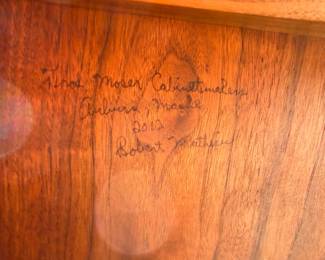 Thos. Moser Cabinetmakers
Auburn, Maine
2012
Robert Mathieu